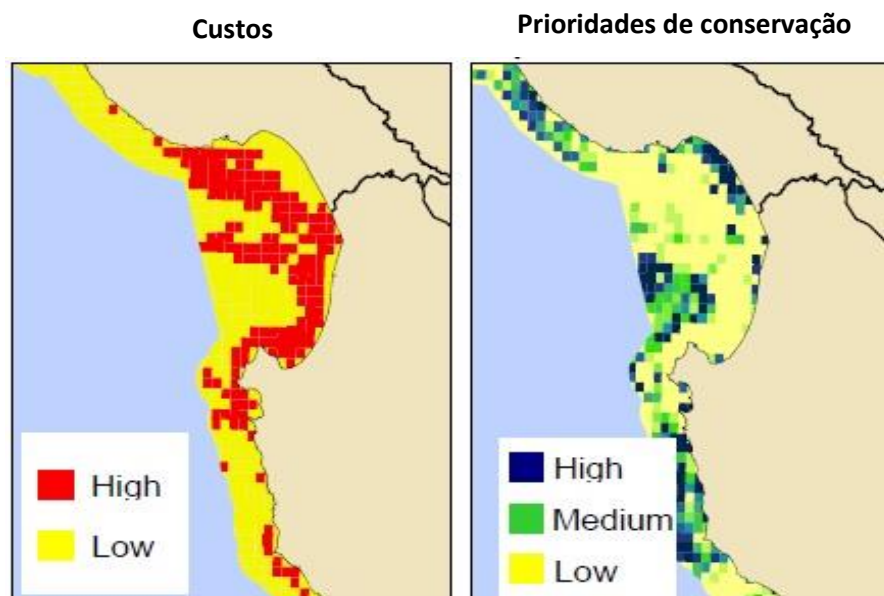 Custos
Prioridades de conservação
High
Low
High
Medium
Low